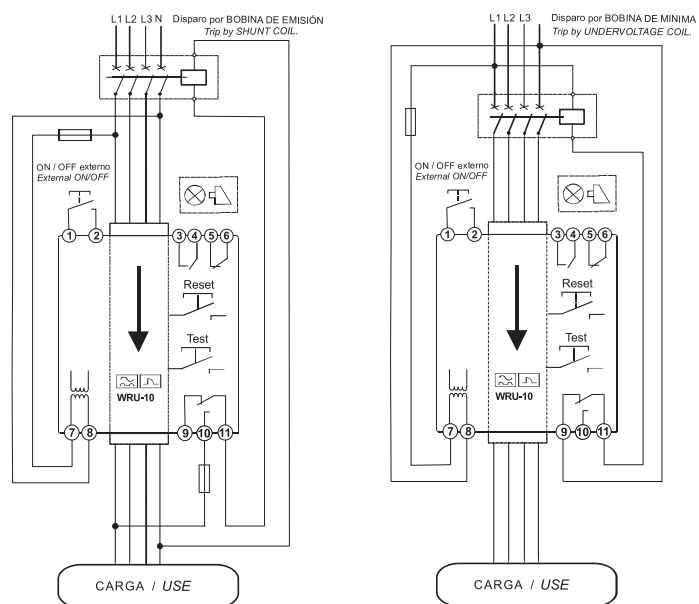 L1 L2 L3 N
Disparo por BOBINA DE EMISIÓN
Trip by SHUNT COIL.
ON / OFF externo
External ON/OFF
1 2 3 4 5 6
Reset
Test
WRU-10
7 8 9 10 11
CARGA / USE
L1 L2 L3
Disparo por BOBINA DE MINIMA
Trip by UNDERVOLTAGE COIL.
ON / OFF externo
External ON/OFF
1 2 3 4 5 6
Reset
Test
WRU-10
7 8 9 10 11
CARGA / USE